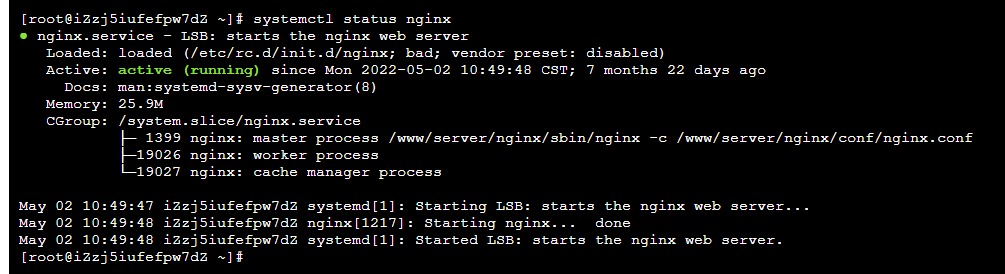 [root@iZzj5iufefpw7dZ ~]# systemctl status nginx
● nginx.service - LSB: starts the nginx web server
   Loaded: loaded (/etc/rc.d/init.d/nginx; bad; vendor preset: disabled)
   Active: active (running) since Mon 2022-05-02 10:49:48 CST; 7 months 22 days ago
     Docs: man:systemd-sysv-generator(8)
   Memory: 25.9M
   CGroup: /system.slice/nginx.service
           ├─ 1399 nginx: master process /www/server/nginx/sbin/nginx -c /www/server/nginx/conf/nginx.conf
           ├─19026 nginx: worker process
           └─19027 nginx: cache manager process

May 02 10:49:47 iZzj5iufefpw7dZ systemd[1]: Starting LSB: starts the nginx web server...
May 02 10:49:48 iZzj5iufefpw7dZ nginx[1217]: Starting nginx...  done
May 02 10:49:48 iZzj5iufefpw7dZ systemd[1]: Started LSB: starts the nginx web server.
[root@iZzj5iufefpw7dZ ~]#